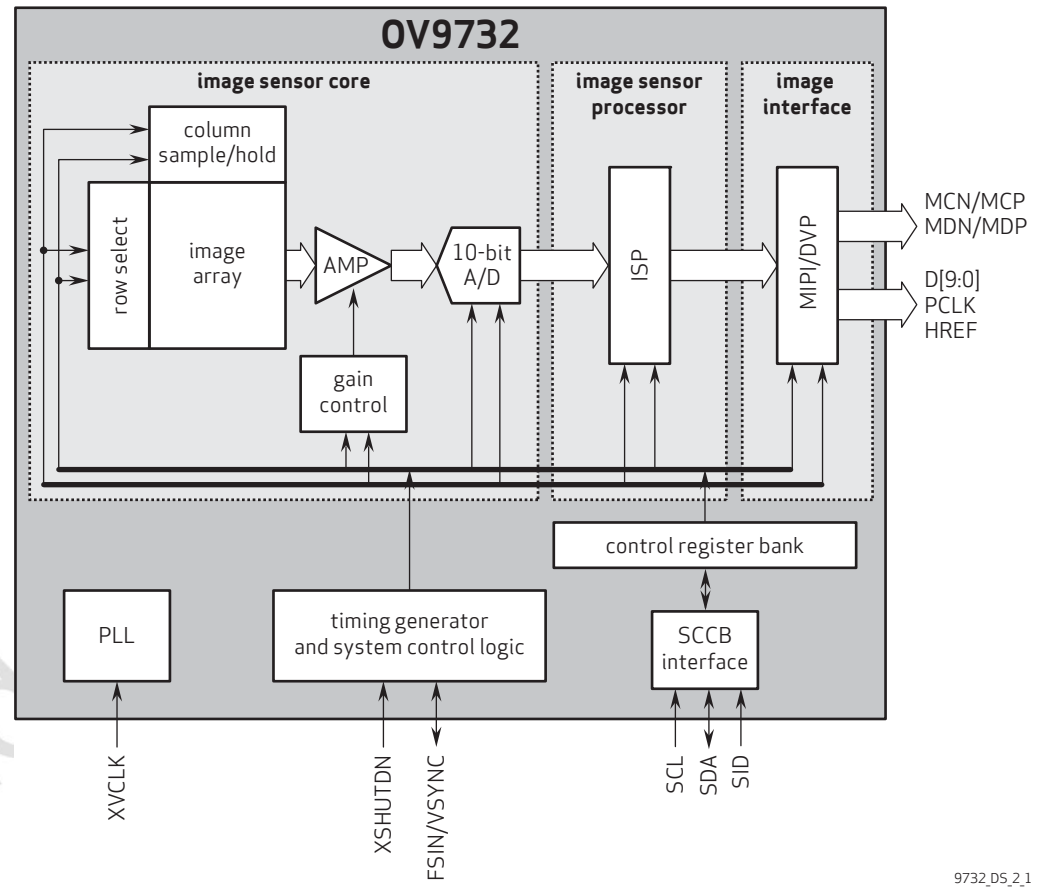 OV9732
image sensor core
image sensor
processor
image
interface
column
sample/hold
row select
image
array
AMP
10-bit
A/D
ISP
MIPI/DVP
MCN/MCP
MDN/MDP
D[9:0]
PCLK
HREF
gain
control
control register bank
PLL
timing generator
and system control logic
SCCB
interface
XVCLK
XSHUTDN
FSIN/VSYNC
SCL
SDA
SID
9732_DS_2_1